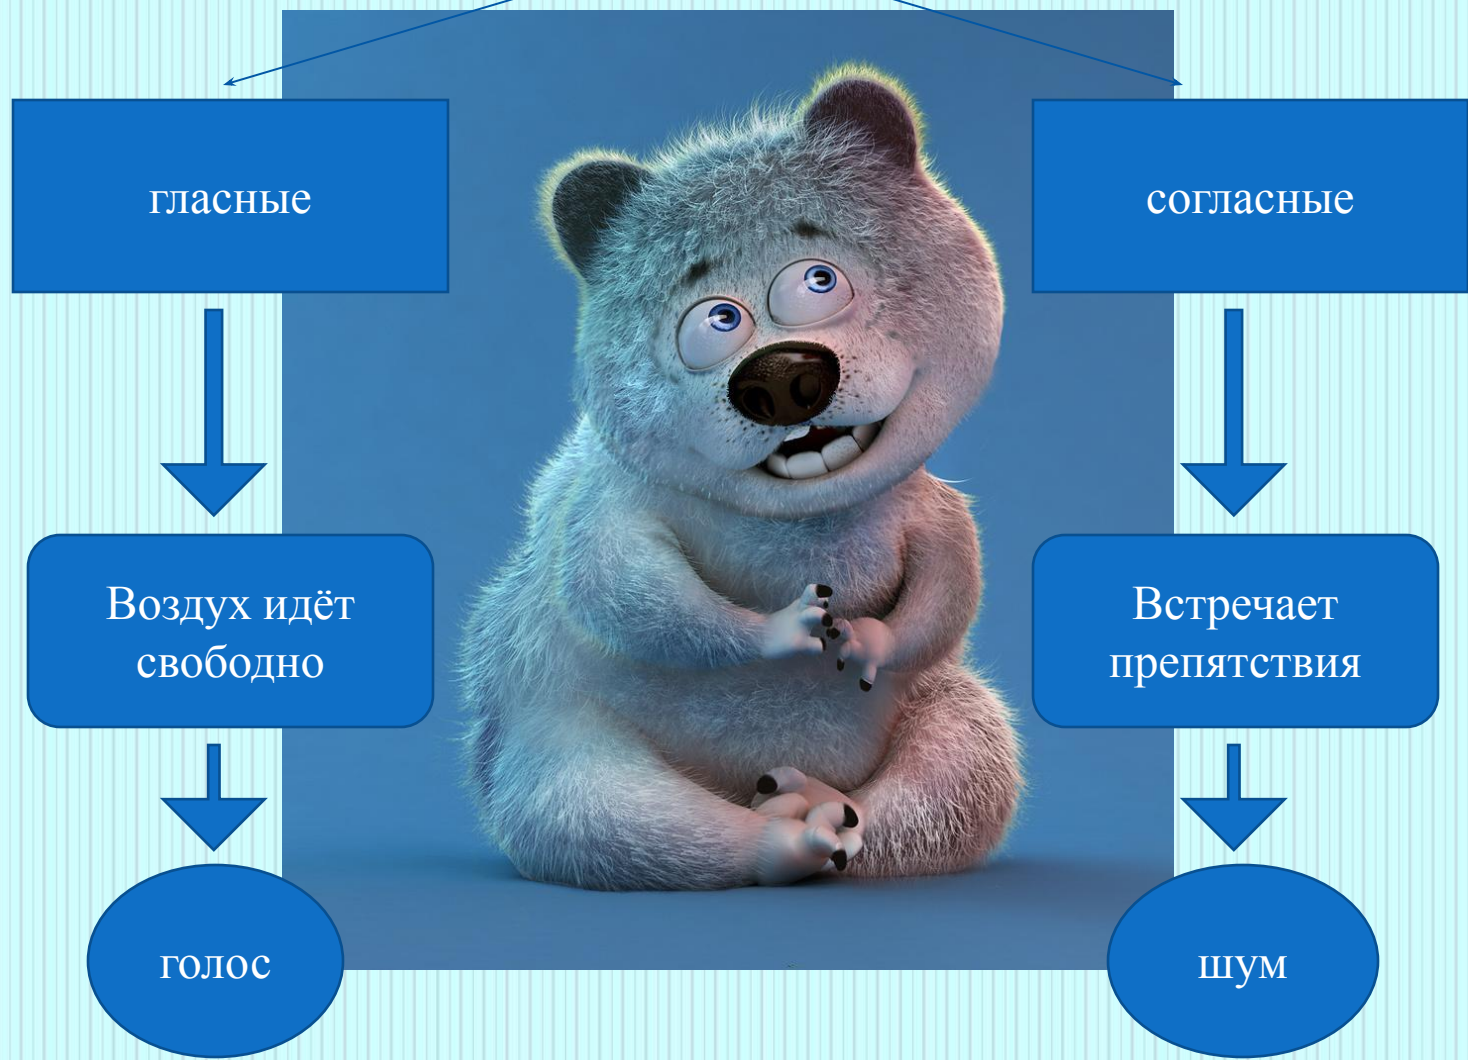 гласные
согласные
Воздух идёт
свободно
Встречает
препятствия
голос
шум